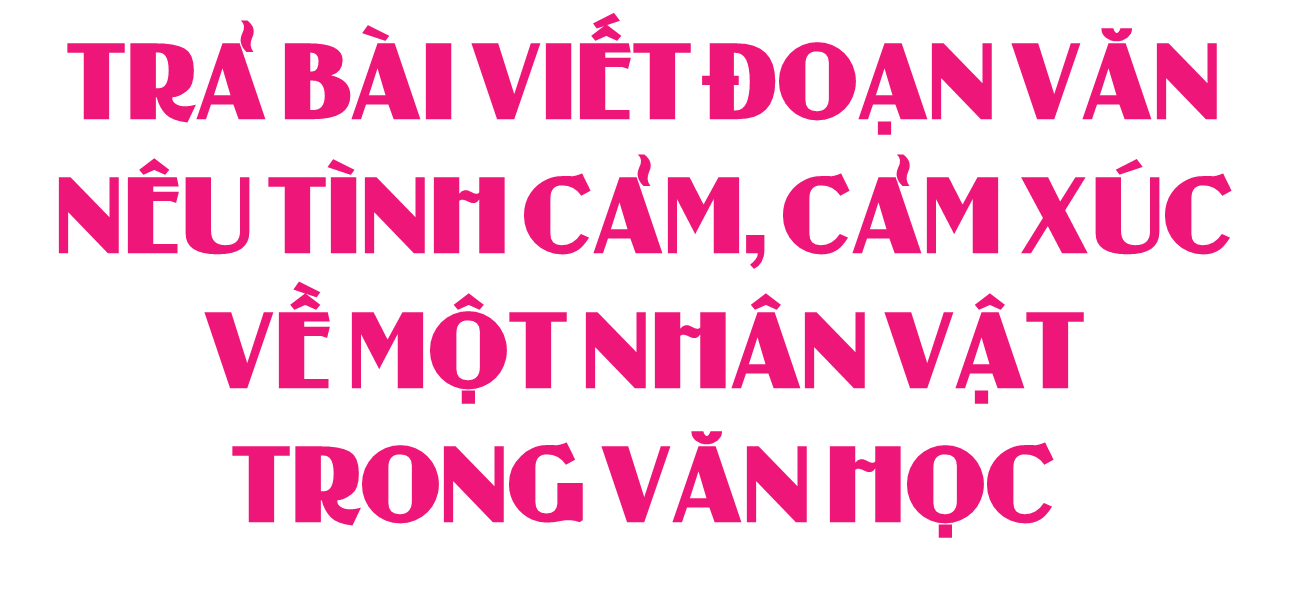 TRẢ BÀI VIẾT ĐOẠN VĂN
NÊU TÌNH CẢM, CẢM XÚC
VỀ MỘT NHÂN VẬT
TRONG VĂN HỌC